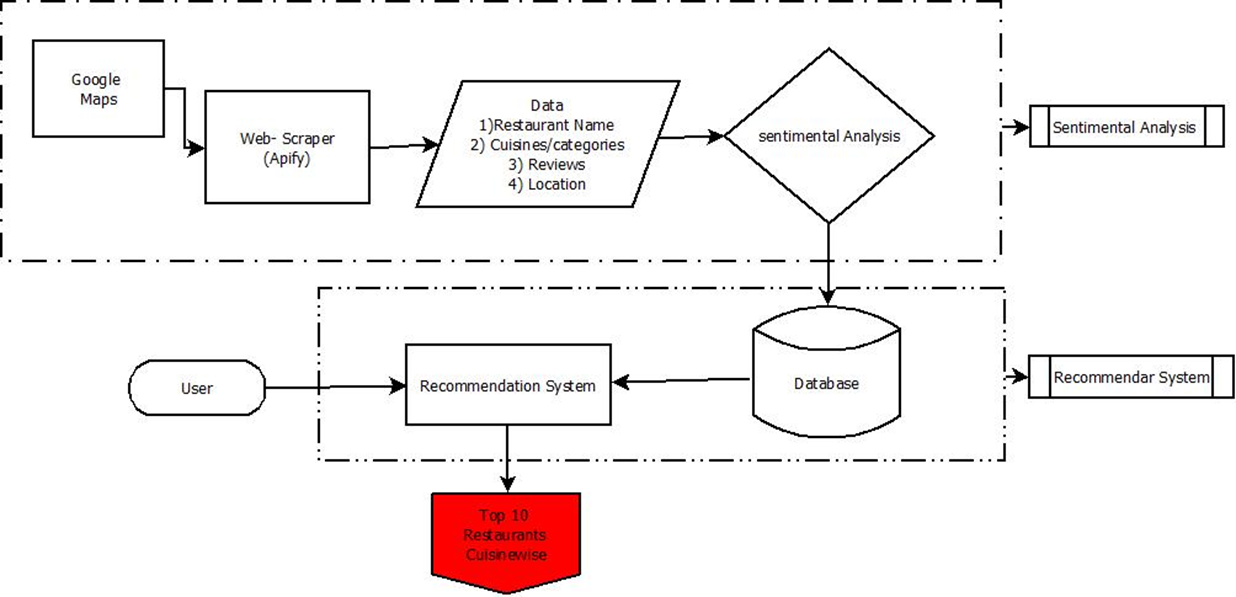 Google
Maps
Web- Scraper
(Apify)
Data
1)Restaurant Name
2) Cuisines/categories
3) Reviews
4) Location
sentimental Analysis
Sentimental Analysis
User
Recommendation System
Database
Recommendar System
Top 10
Restaurants
Cuisinewise